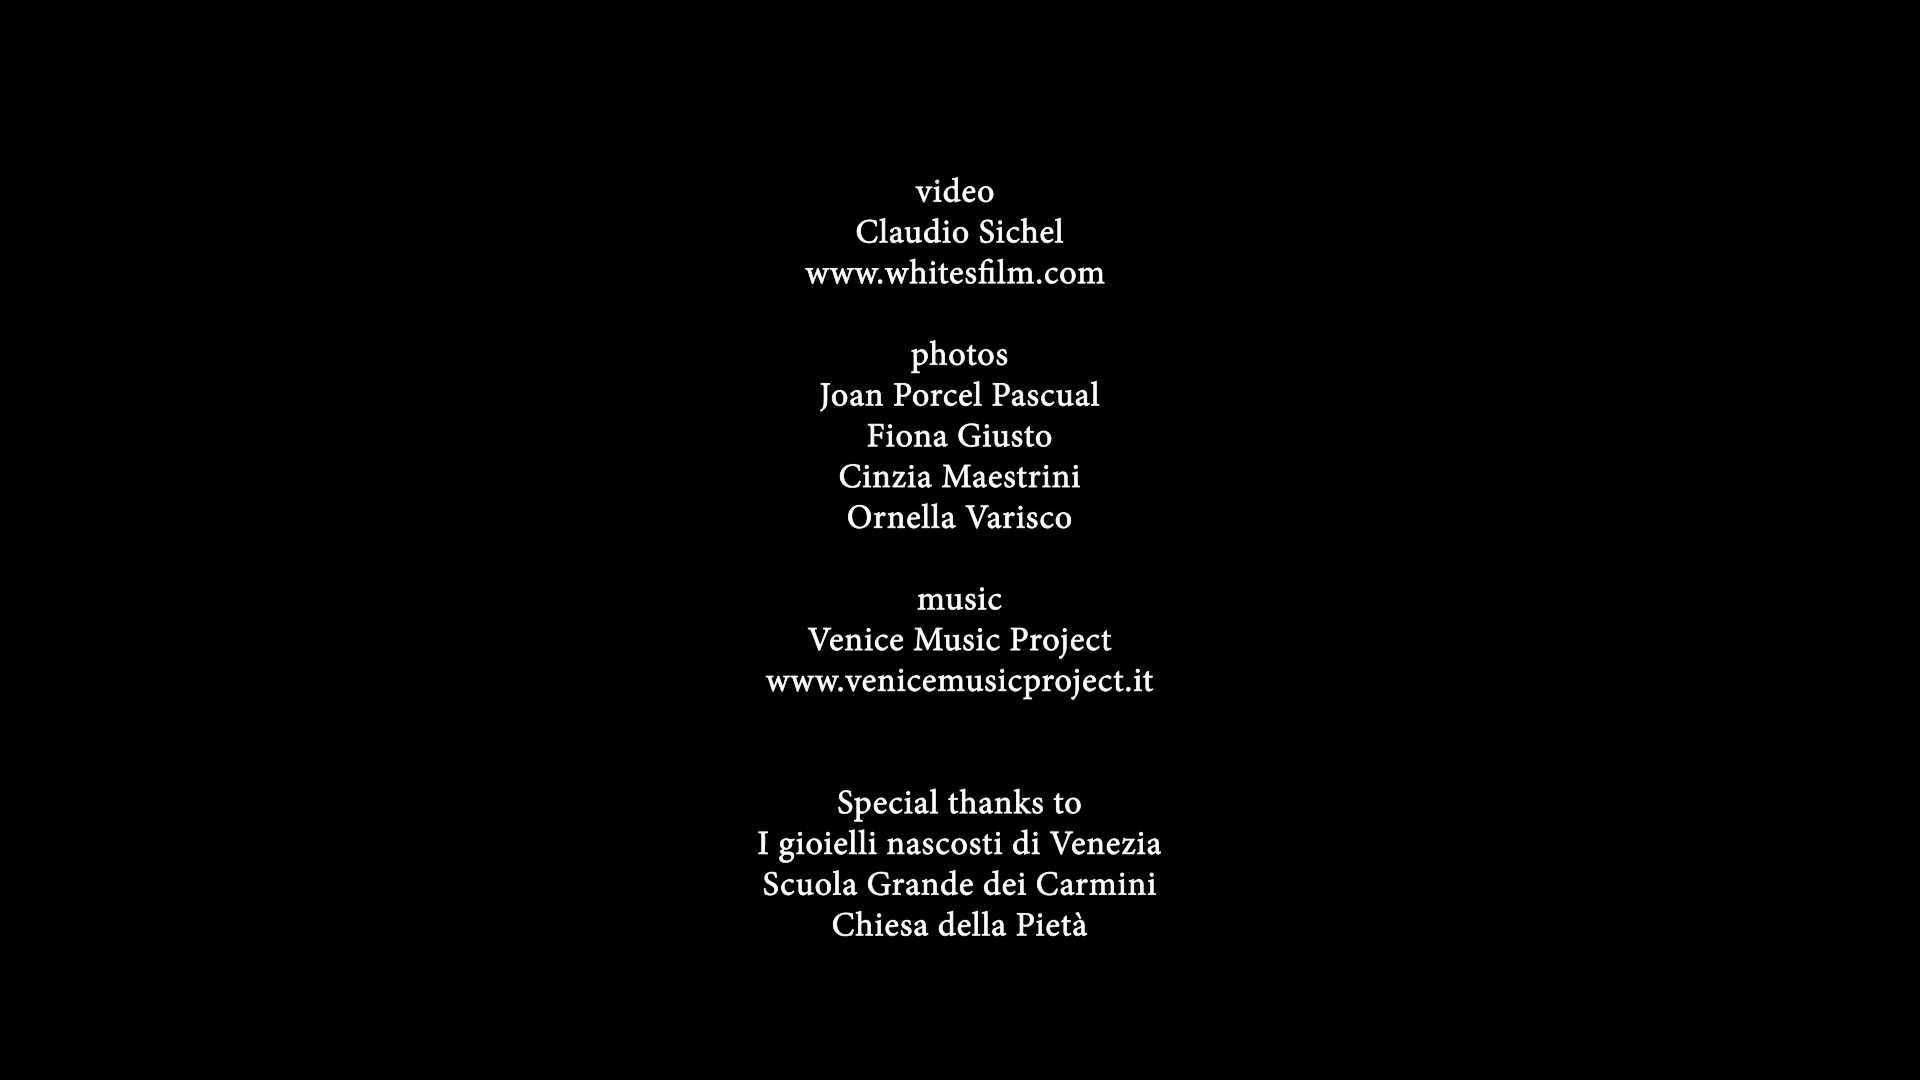 video
Claudio Sichel
www.whitesfilm.com
photos
Joan Porcel Pascual
Fiona Giusto
Cinzia Maestrini
Ornella Varisco
music
Venice Music Project
www.venicemusicproject.it
Special thanks to
I gioielli nascosti di Venezia
Scuola Grande dei Carmini
Chiesa della Pietà